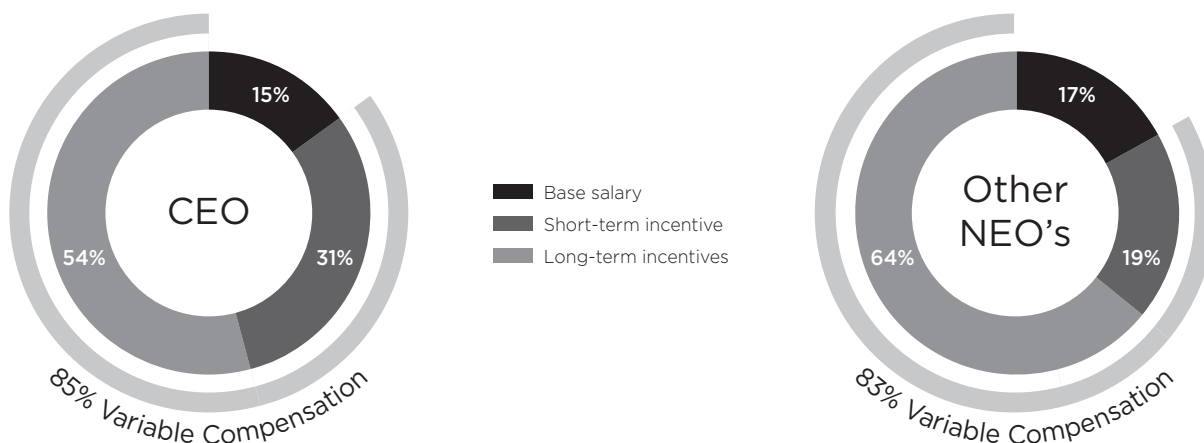 15%
31%
54%
CEO
85% Variable Compensation
Base salary
Short-term incentive
Long-term incentives
17%
19%
64%
Other
NEO's
83% Variable Compensation